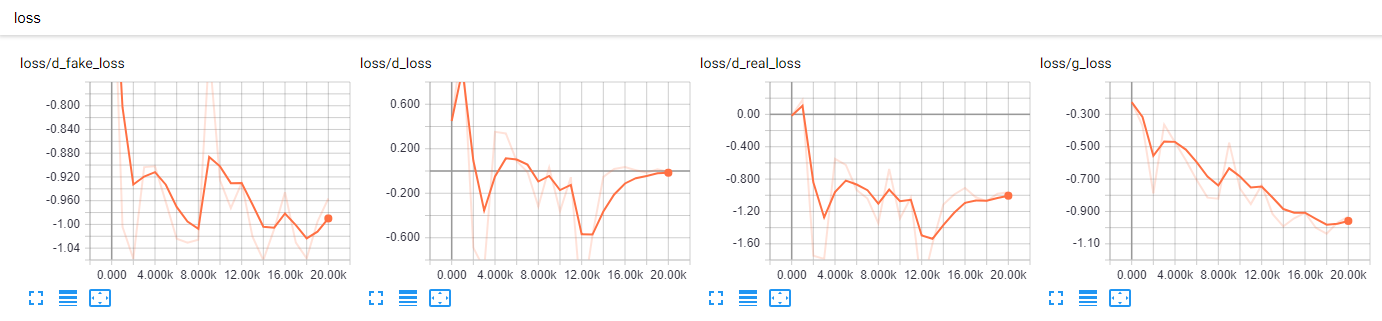 loss
loss/d_fake_loss
loss/d_loss
loss/d_real_loss
loss/g_loss
-0.800
-0.840
-0.880
-0.920
-0.960
-1.00
-1.04
0.000 4.000k 8.000k 12.00k 16.00k 20.00k
0.600
0.200
-0.200
-0.600
0.000 4.000k 8.000k 12.00k 16.00k 20.00k
0.00
-0.400
-0.800
-1.20
-1.60
0.000 4.000k 8.000k 12.00k 16.00k 20.00k
-0.300
-0.500
-0.700
-0.900
-1.10
0.000 4.000k 8.000k 12.00k 16.00k 20.00k